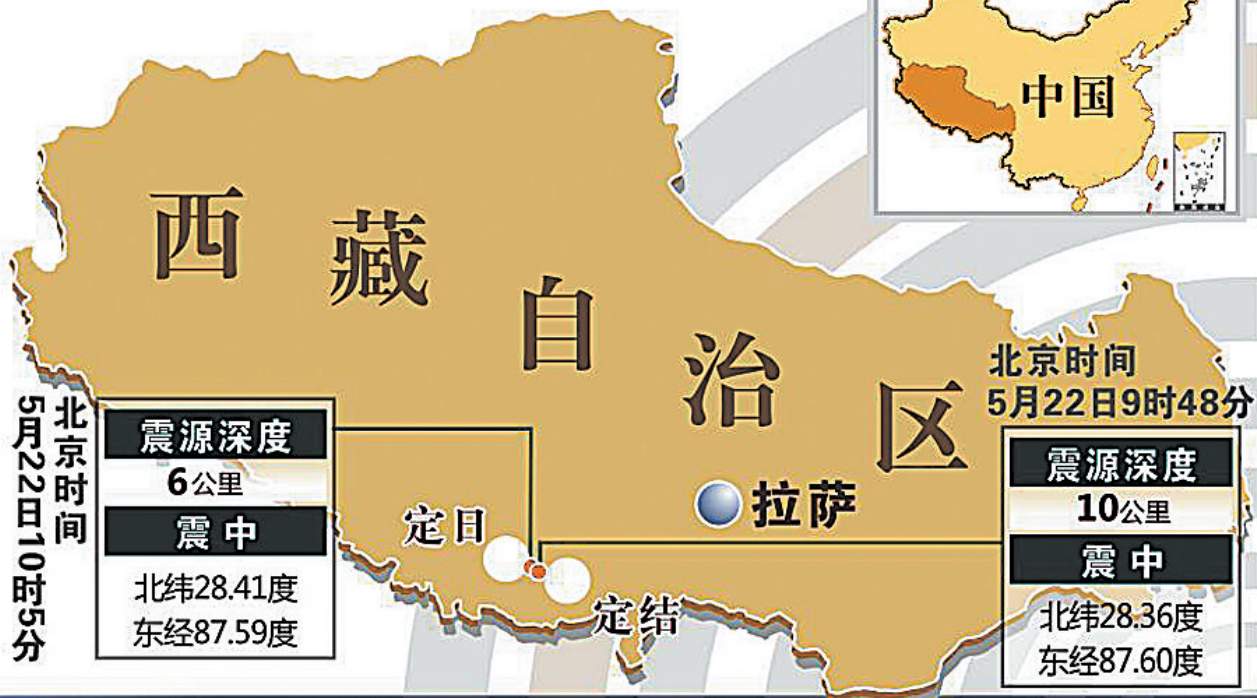 中国
西藏自治区
北京时间
5月22日9时48分
震源深度
10公里
震中
北纬28.36度
东经87.60度
拉萨
定日
定结
北京时间
5月22日10时5分
震源深度
6公里
震中
北纬28.41度
东经87.59度